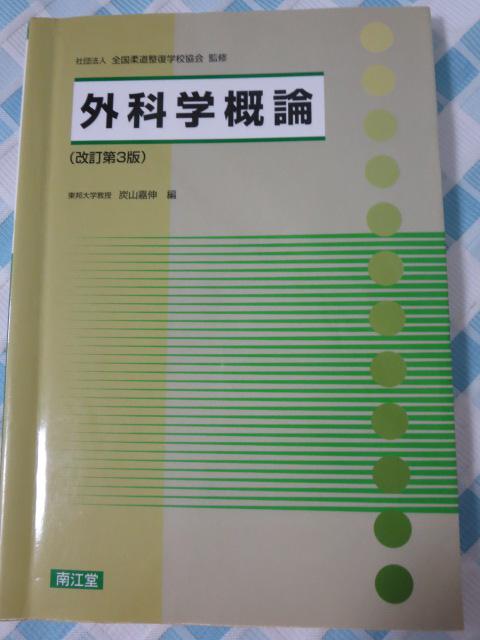 社団法人 全国柔道整復学校協会 監修
外科学概論
(改訂第3版)
東邦大学教授 炭山嘉伸 編
南江堂